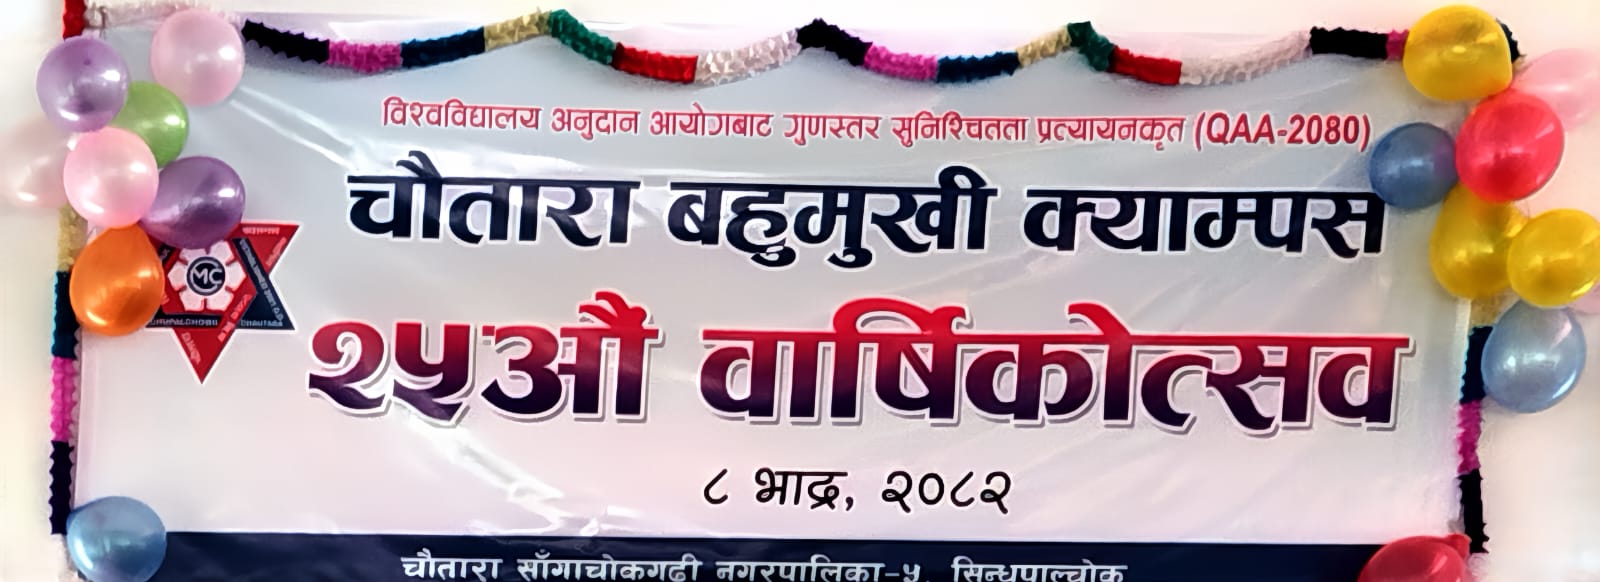 विश्वविद्यालय अनुदान आयोगबाट गुणस्तर सुनिश्चितता प्रत्यायनकृत (QAA-2080)
चौतारा बहुमुखी क्याम्पस
MC
२५औं वार्षिकोत्सव
८ भाद्र, २०८२
चौतारा साँगाचोकगढी नगरपालिका-५, सिन्धुपाल्चोक